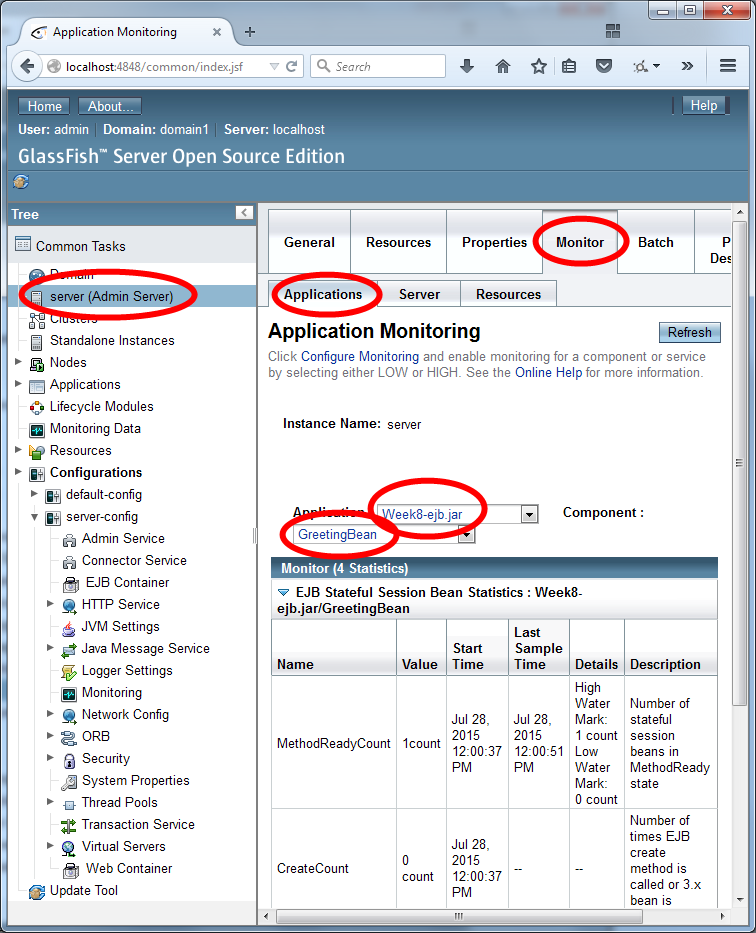 Application Monitoring
localhost:4848/common/index.jsf
Search
Home
About...
Help
User: admin
Domain: domain1
Server: localhost
GlassFish™ Server Open Source Edition
Tree
Common Tasks
Domain
server (Admin Server)
Clusters
Standalone Instances
Nodes
Applications
Lifecycle Modules
Monitoring Data
Resources
Configurations
default-config
server-config
Admin Service
Connector Service
EJB Container
HTTP Service
JVM Settings
Java Message Service
Logger Settings
Monitoring
Network Config
ORB
Security
System Properties
Thread Pools
Transaction Service
Virtual Servers
Web Container
Update Tool
General
Resources
Properties
Monitor
Batch
P
Des
Applications
Server
Resources
Application Monitoring
Refresh
Click Configure Monitoring and enable monitoring for a component or service
by selecting either LOW or HIGH. See the Online Help for more information.
Instance Name: server
Application
Week8-ejb.jar
Component :
GreetingBean
Monitor (4 Statistics)
EJB Stateful Session Bean Statistics : Week8-
ejb.jar/GreetingBean
Name
Value
Start
Time
Last
Sample
Time
Details
Description
MethodReadyCount
1count
Jul 28,
2015
12:00:37
PM
Jul 28,
2015
12:00:51
PM
High
Water
Mark:
1 count
Low
Water
Mark:
0 count
Number of
stateful
session
beans in
MethodReady
state
CreateCount
0
count
Jul 28,
2015
12:00:37
PM
--
--
Number of
times EJB
create
method is
called or 3.x
bean is